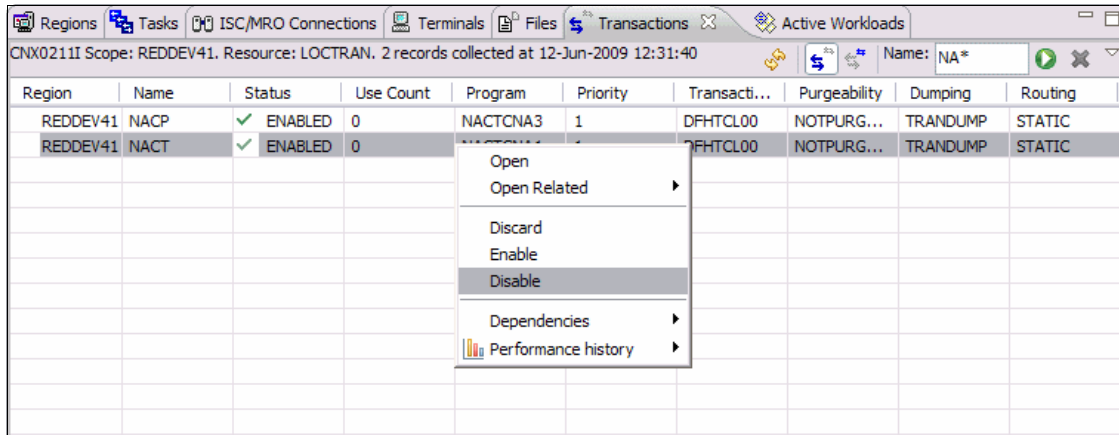 Regions Tasks ISC/MRO Connections Terminals Files Transactions Active Workloads
CNX0211I Scope: REDDEV41. Resource: LOCTRAN. 2 records collected at 12-Jun-2009 12:31:40 Name: NA*
Region Name Status Use Count Program Priority Transacti... Purgeability Dumping Routing
REDDEV41 NACP ENABLED 0 NACTCNA3 1 DFHTCL00 NOTPURG... TRANDUMP STATIC
REDDEV41 NACT ENABLED 0 DFHTCL00 NOTPURG... TRANDUMP STATIC
Open
Open Related
Discard
Enable
Disable
Dependencies
Performance history